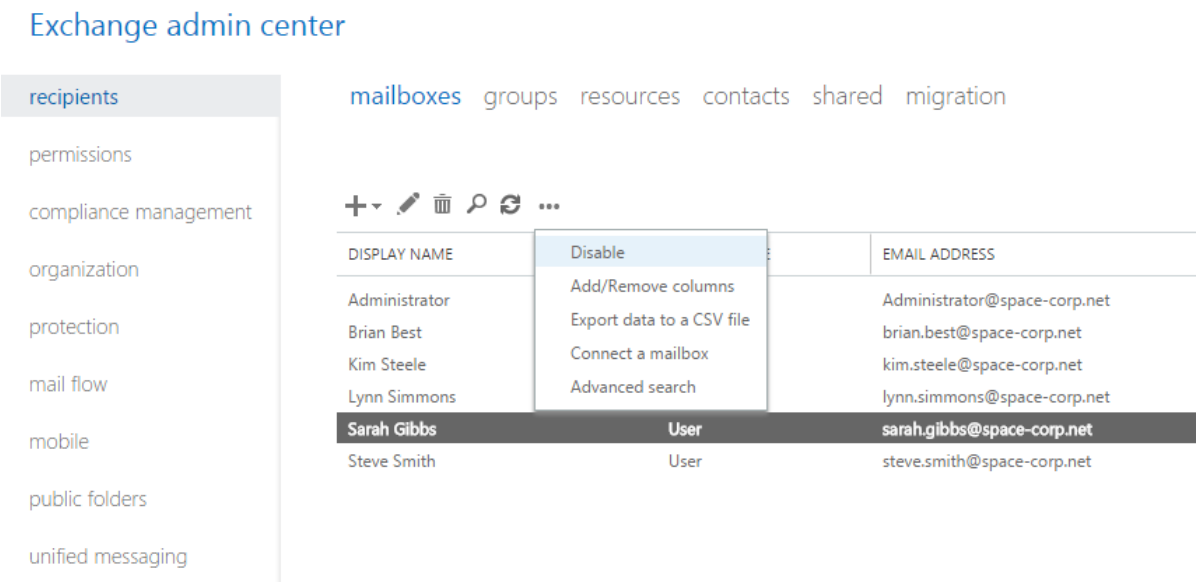 Exchange admin center
recipients
permissions
compliance management
organization
protection
mail flow
mobile
public folders
unified messaging
mailboxes groups resources contacts shared migration
Disable
Add/Remove columns
Export data to a CSV file
Connect a mailbox
Advanced search
DISPLAY NAME EMAIL ADDRESS
Administrator Administrator@space-corp.net
Brian Best brian.best@space-corp.net
Kim Steele kim.steele@space-corp.net
Lynn Simmons lynn.simmons@space-corp.net
Sarah Gibbs User sarah.gibbs@space-corp.net
Steve Smith User steve.smith@space-corp.net